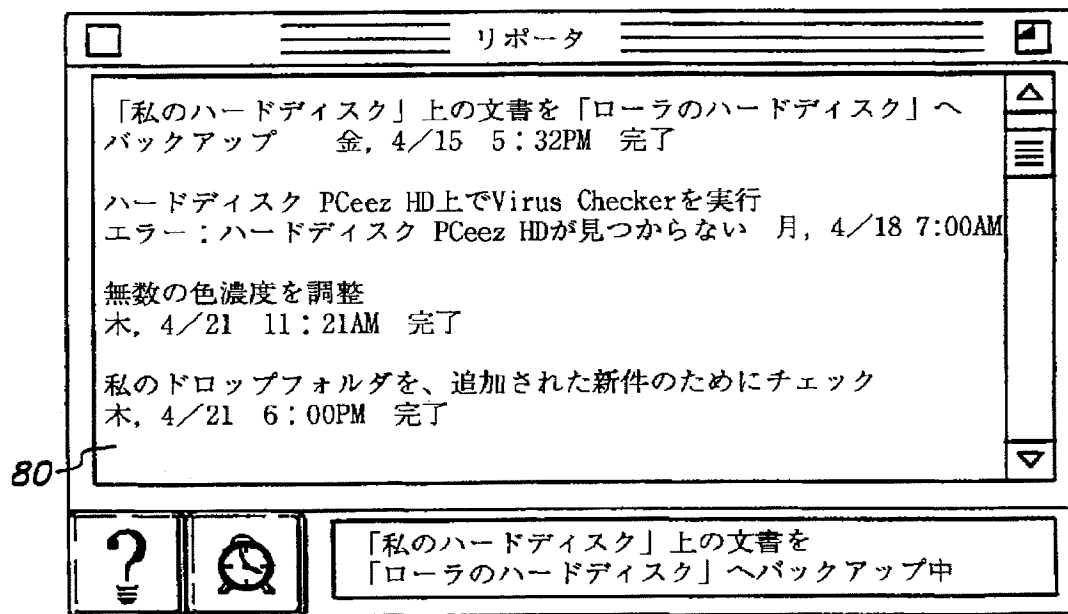 リポータ
「私のハードディスク」上の文書を「ローラのハードディスク」へ
バックアップ　金, 4/15 5:32PM 完了
ハードディスク PCeez HD上でVirus Checkerを実行
エラー：ハードディスク PCeez HDが見つからない 月, 4/18 7:00AM
無数の色濃度を調整
木, 4/21 11:21AM 完了
私のドロップフォルダを、追加された新件のためにチェック
木, 4/21 6:00PM 完了
80
?
「私のハードディスク」上の文書を
「ローラのハードディスク」へバックアップ中